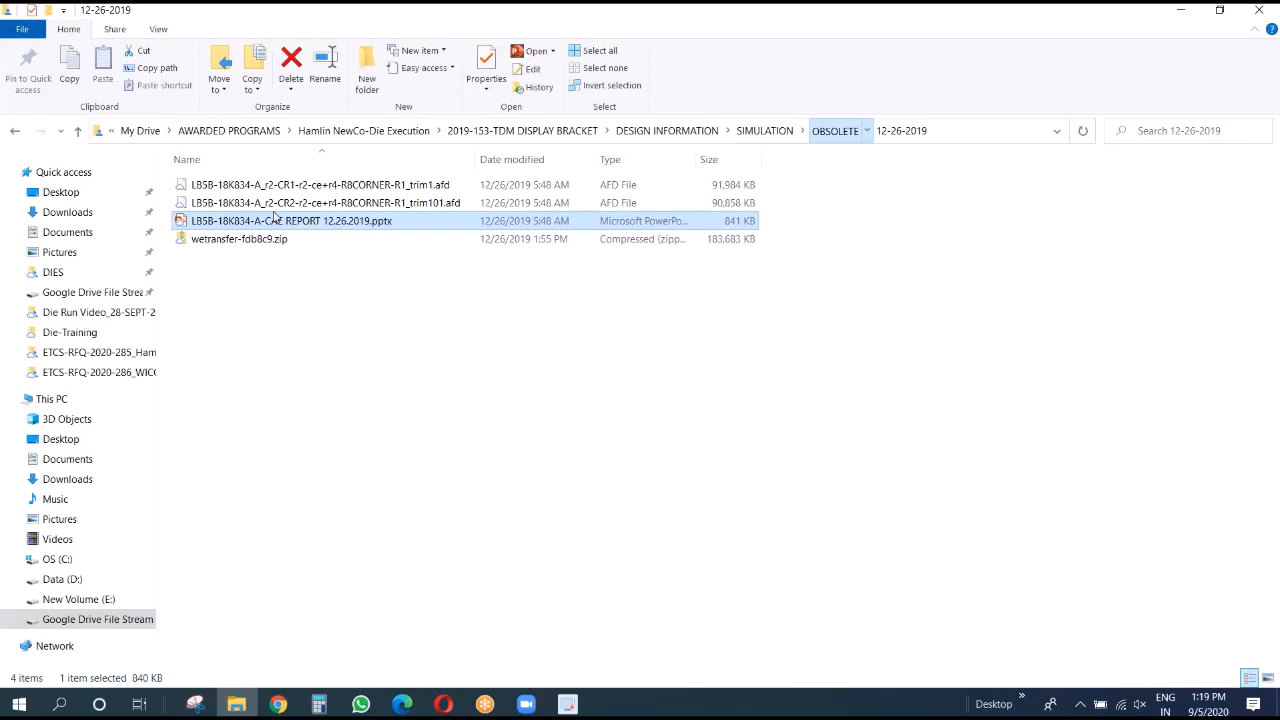 12-26-2019
File Home Share View
Pin to Quick access
Copy
Paste
Cut
Copy path
Paste shortcut
Clipboard
Move to
Copy to
Delete
Rename
Organize
New folder
New item
Easy access
New
Properties
Open
Edit
History
Open
Select all
Select none
Invert selection
Select
« My Drive > AWARDED PROGRAMS > Hamlin NewCo-Die Execution > 2019-153-TDM DISPLAY BRACKET > DESIGN INFORMATION > SIMULATION > OBSOLETE 12-26-2019
Search 12-26-2019
Name Date modified Type Size
LB5B-18K834-A_r2-CR1-r2-ce+r4-R8CORNER-R1_trim1.afd 12/26/2019 5:48 AM AFD File 91,984 KB
LB5B-18K834-A_r2-CR2-r2-ce+r4-R8CORNER-R1_trim101.afd 12/26/2019 5:48 AM AFD File 90,858 KB
LB5B-18K834-A-CAE REPORT 12.26.2019.pptx 12/26/2019 5:48 AM Microsoft PowerPo... 841 KB
wetransfer-fdb8c9.zip 12/26/2019 1:55 PM Compressed (zipp... 183,683 KB
Quick access
Desktop
Downloads
Documents
Pictures
DIES
Google Drive File Strea
Die Run Video_28-SEPT-2
Die-Training
ETCS-RFQ-2020-285_Ham
ETCS-RFQ-2020-286_WIC
This PC
3D Objects
Desktop
Documents
Downloads
Music
Pictures
Videos
OS (C:)
Data (D:)
New Volume (E:)
Google Drive File Stream
Network
4 items 1 item selected 840 KB
Desktop » ENG IN 1:19 PM 9/5/2020